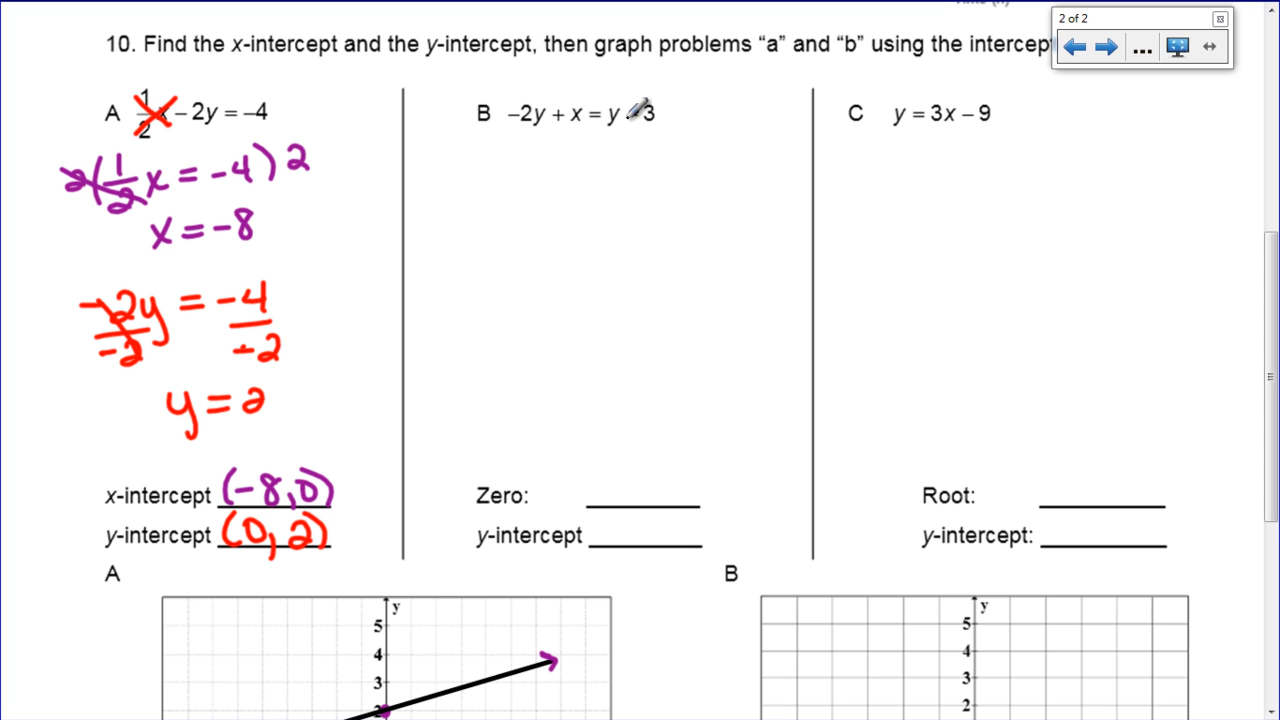 2 of 2
10. Find the x-intercept and the y-intercept, then graph problems “a” and “b” using the intercept
A 1/2x – 2y = –4
B –2y + x = y 3
C y = 3x – 9
2(1/2 x = -4) 2
x = -8
-2y/-2 = -4/-2
y = 2
x-intercept (-8,0)
y-intercept (0, 2)
Zero:
y-intercept
Root:
y-intercept:
A
B
y
5
4
3
2
y
5
4
3
2